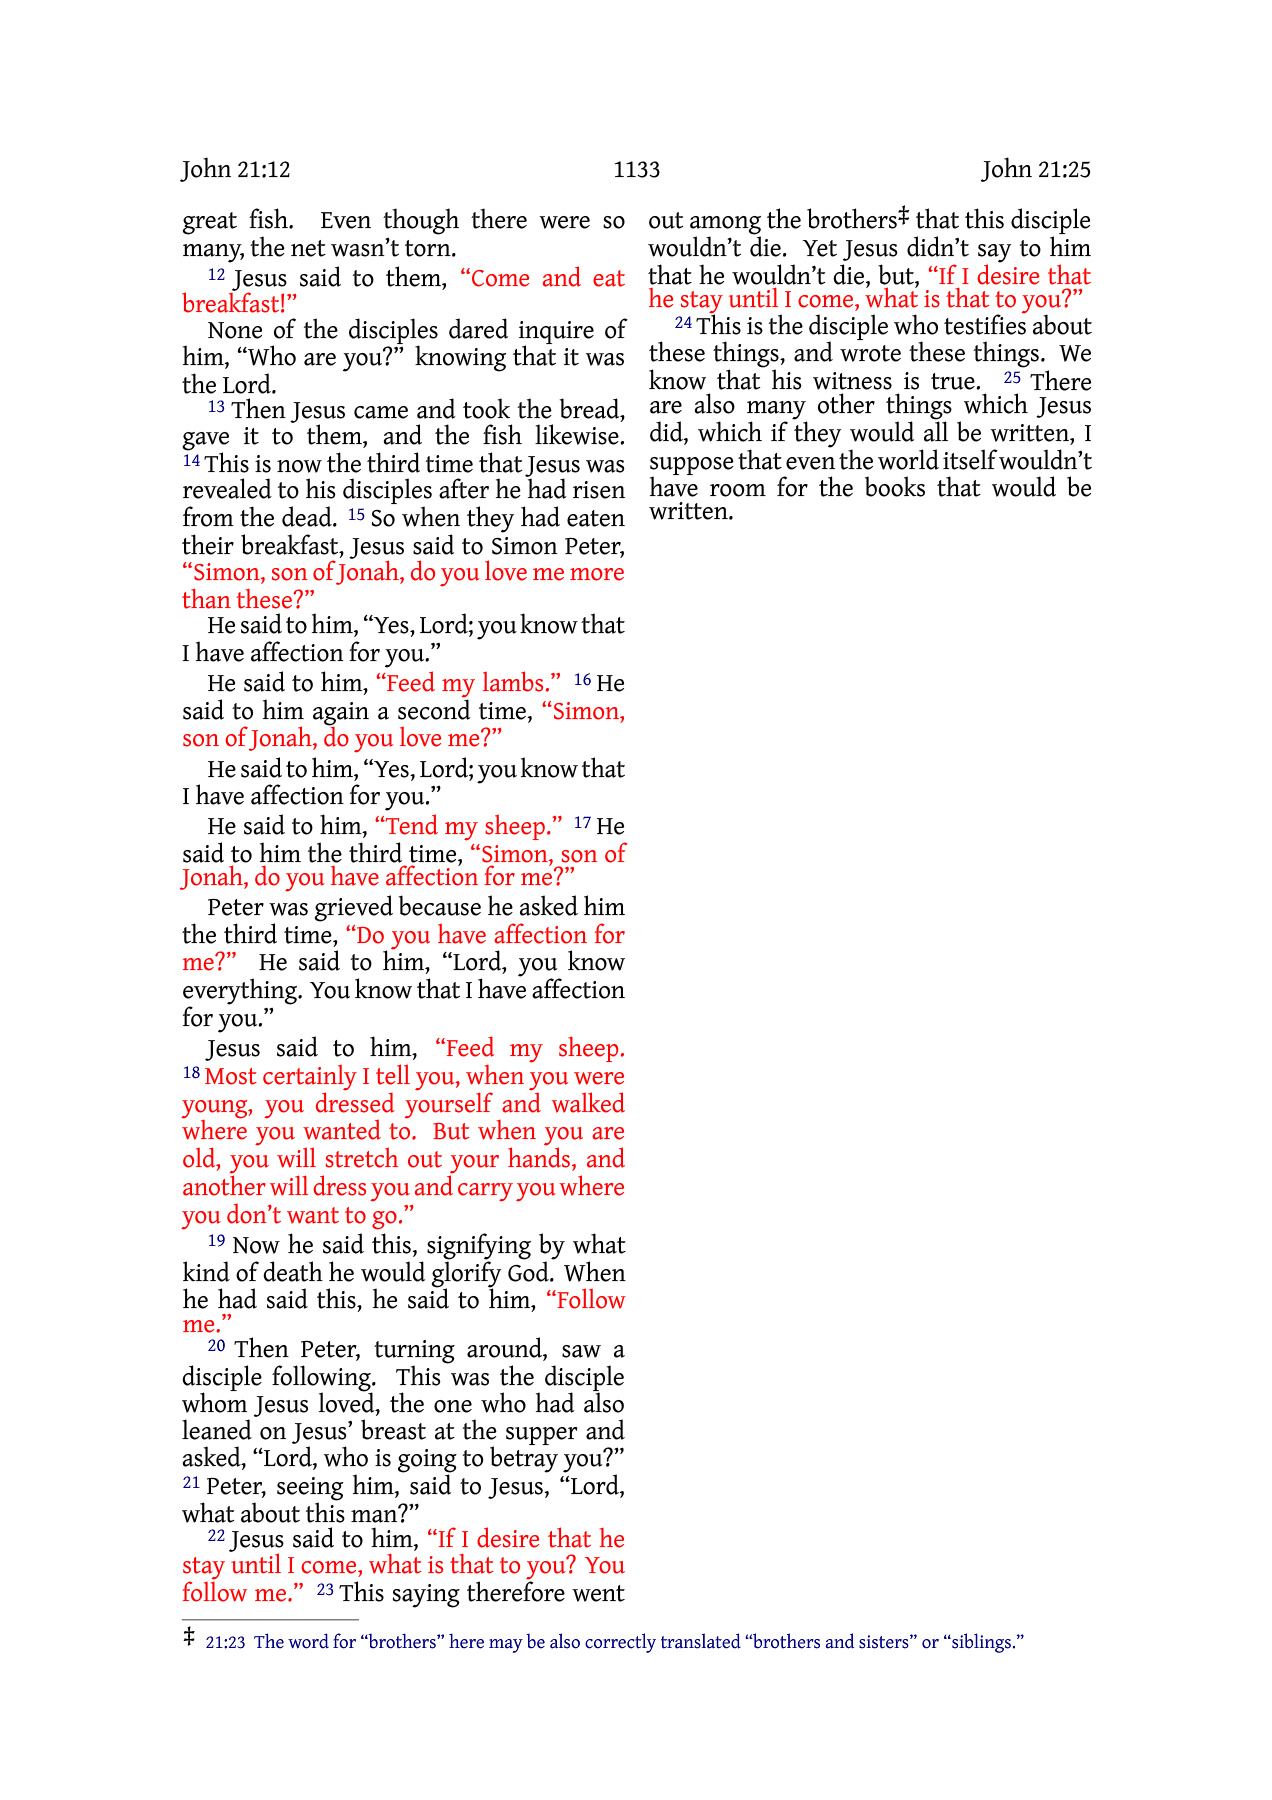 John 21:12 1133 John 21:25
great fish. Even though there were so
many, the net wasn’t torn.
12 Jesus said to them, “Come and eat
breakfast!”
None of the disciples dared inquire of
him, “Who are you?” knowing that it was
the Lord.
13 Then Jesus came and took the bread,
gave it to them, and the fish likewise.
14 This is now the third time that Jesus was
revealed to his disciples after he had risen
from the dead. 15 So when they had eaten
their breakfast, Jesus said to Simon Peter,
“Simon, son of Jonah, do you love me more
than these?”
He said to him, “Yes, Lord; you know that
I have affection for you.”
He said to him, “Feed my lambs.” 16 He
said to him again a second time, “Simon,
son of Jonah, do you love me?”
He said to him, “Yes, Lord; you know that
I have affection for you.”
He said to him, “Tend my sheep.” 17 He
said to him the third time, “Simon, son of
Jonah, do you have affection for me?”
Peter was grieved because he asked him
the third time, “Do you have affection for
me?” He said to him, “Lord, you know
everything. You know that I have affection
for you.”
Jesus said to him, “Feed my sheep.
18 Most certainly I tell you, when you were
young, you dressed yourself and walked
where you wanted to. But when you are
old, you will stretch out your hands, and
another will dress you and carry you where
you don’t want to go.”
19 Now he said this, signifying by what
kind of death he would glorify God. When
he had said this, he said to him, “Follow
me.”
20 Then Peter, turning around, saw a
disciple following. This was the disciple
whom Jesus loved, the one who had also
leaned on Jesus’ breast at the supper and
asked, “Lord, who is going to betray you?”
21 Peter, seeing him, said to Jesus, “Lord,
what about this man?”
22 Jesus said to him, “If I desire that he
stay until I come, what is that to you? You
follow me.” 23 This saying therefore went
out among the brothers‡ that this disciple
wouldn’t die. Yet Jesus didn’t say to him
that he wouldn’t die, but, “If I desire that
he stay until I come, what is that to you?”
24 This is the disciple who testifies about
these things, and wrote these things. We
know that his witness is true. 25 There
are also many other things which Jesus
did, which if they would all be written, I
suppose that even the world itself wouldn’t
have room for the books that would be
written.
‡ 21:23 The word for “brothers” here may be also correctly translated “brothers and sisters” or “siblings.”